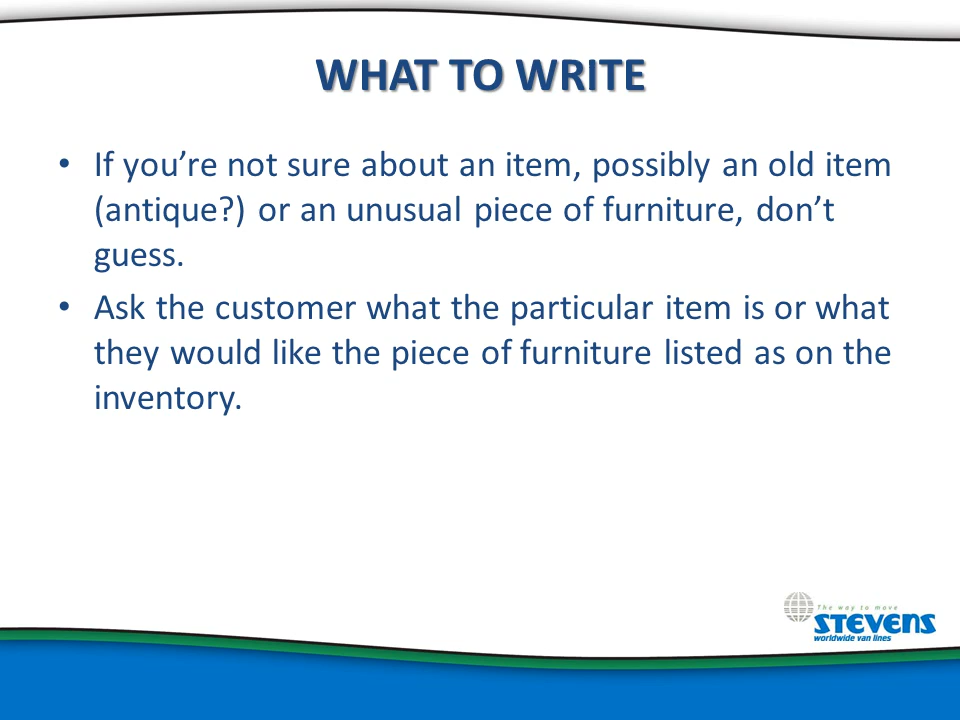 WHAT TO WRITE
• If you’re not sure about an item, possibly an old item
(antique?) or an unusual piece of furniture, don’t
guess.
• Ask the customer what the particular item is or what
they would like the piece of furniture listed as on the
inventory.
The way to move
STEVENS
worldwide van lines